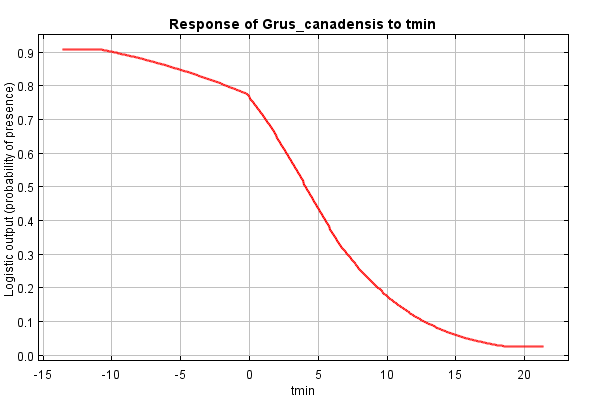 Response of Grus_canadensis to tmin
Logistic output (probability of presence)
0.9
0.8
0.7
0.6
0.5
0.4
0.3
0.2
0.1
0.0
-15 -10 -5 0 5 10 15 20
tmin